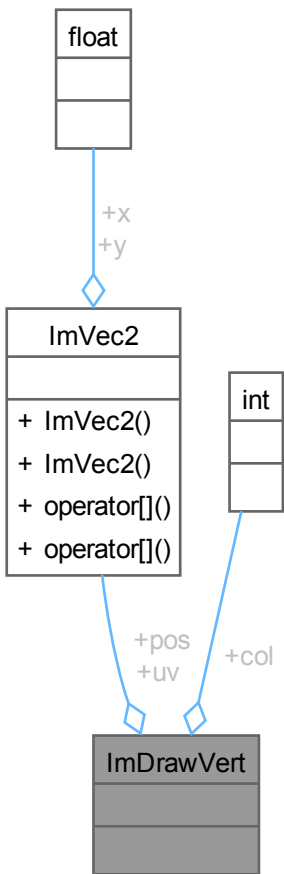 float
+x
+y
ImVec2
+ ImVec2()
+ ImVec2()
+ operator[]()
+ operator[]()
int
+pos
+uv
+col
ImDrawVert